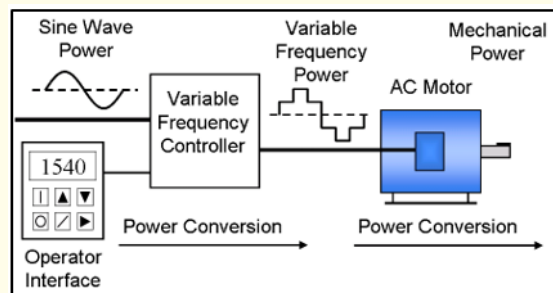 Sine Wave
Power
Variable
Frequency
Power
Mechanical
Power
AC Motor
Variable
Frequency
Controller
1540
Operator
Interface
Power Conversion
Power Conversion